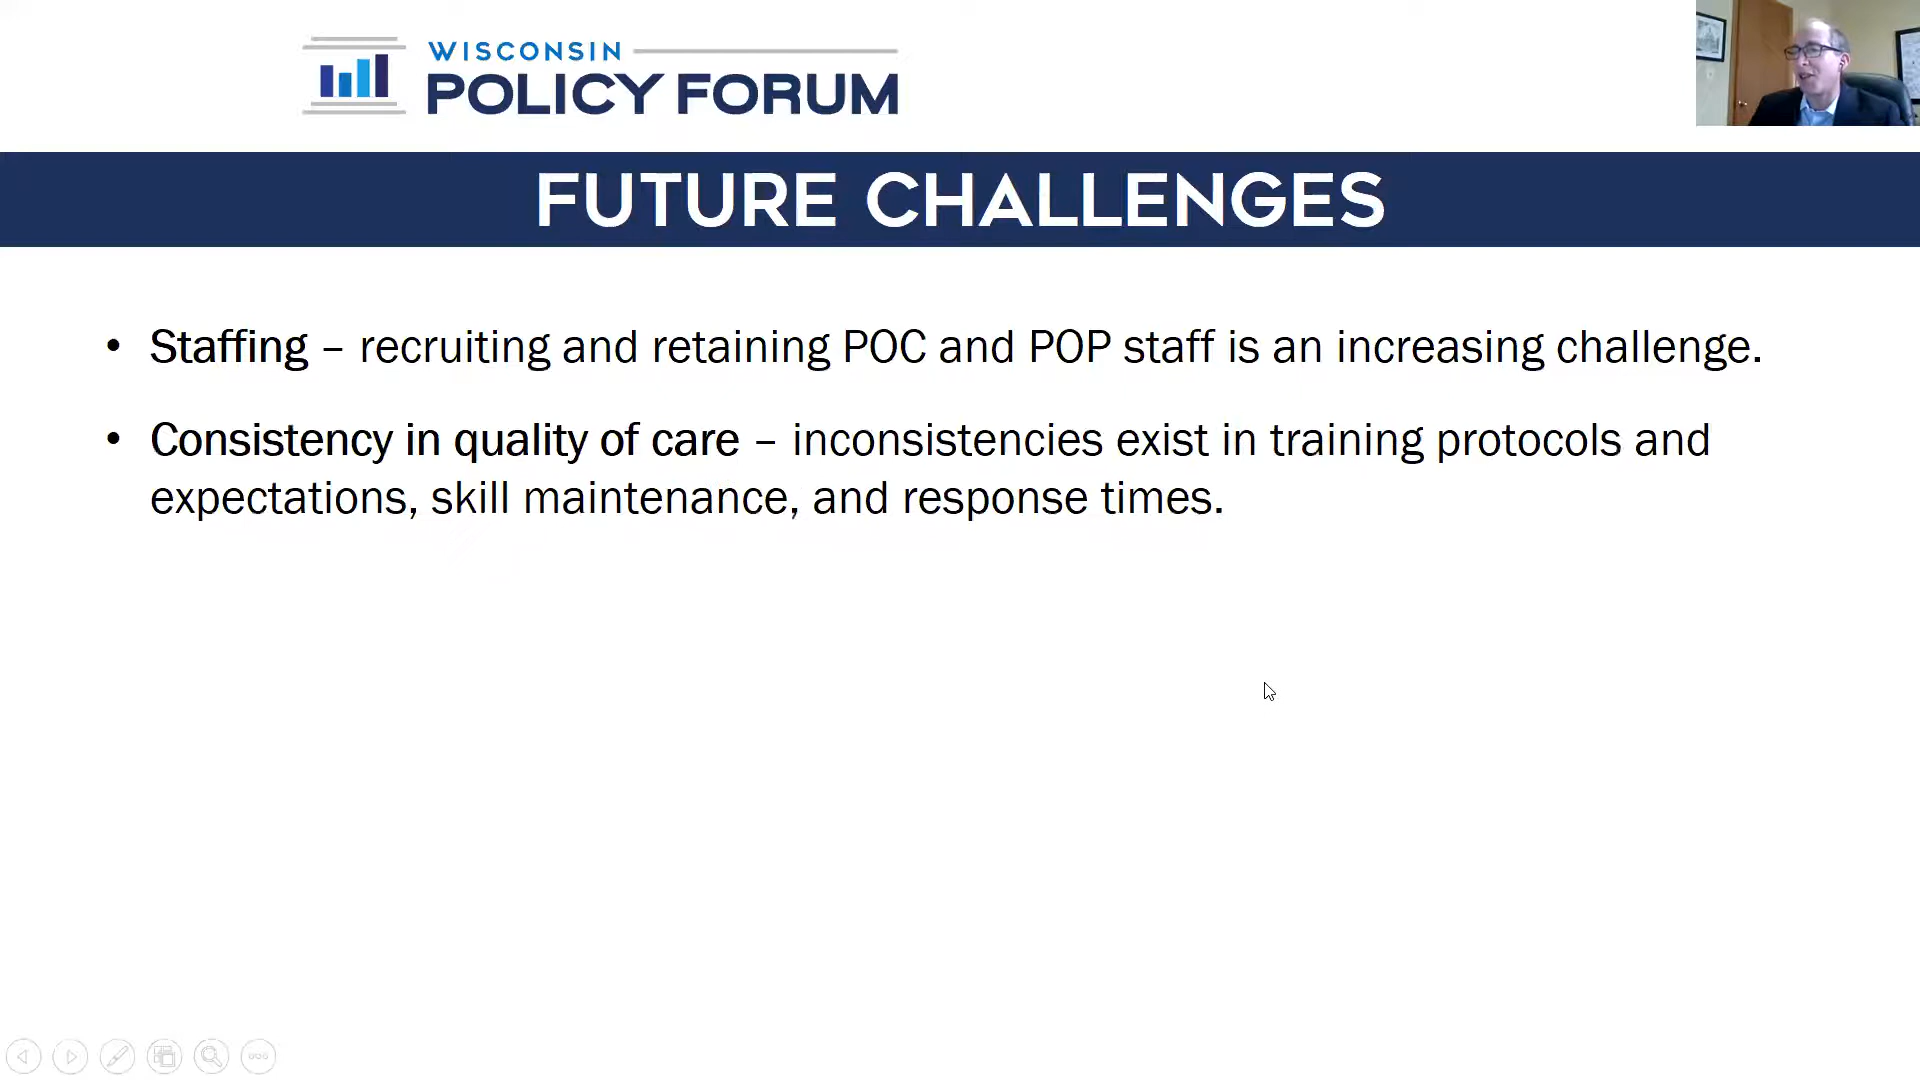 WISCONSIN
POLICY FORUM
FUTURE CHALLENGES
• Staffing – recruiting and retaining POC and POP staff is an increasing challenge.
• Consistency in quality of care – inconsistencies exist in training protocols and
expectations, skill maintenance, and response times.